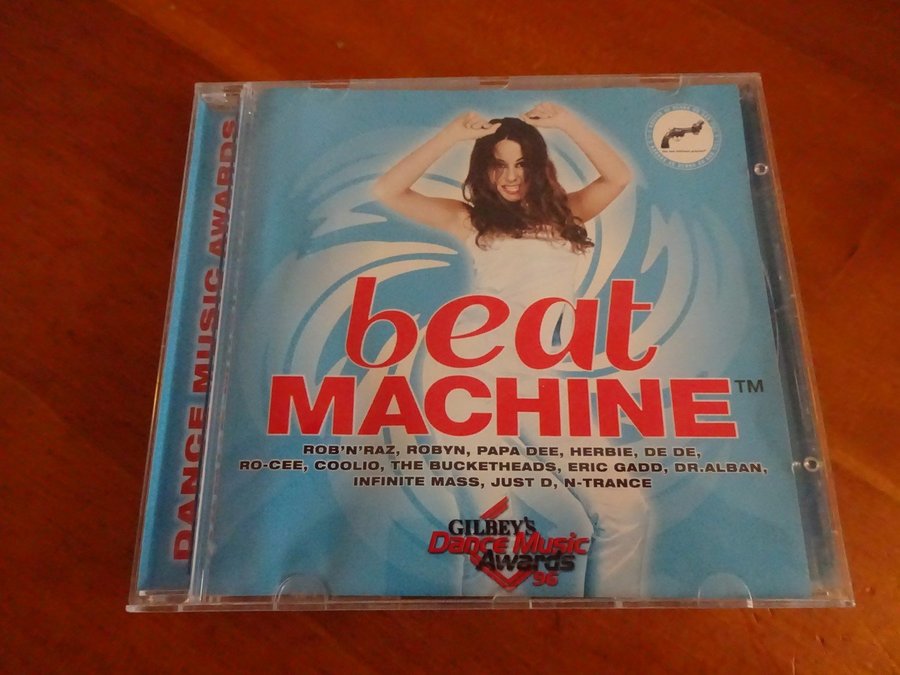 DANCE MUSIC AWARDS
beat
MACHINE™
ROB'N'RAZ, ROBYN, PAPA DEE, HERBIE, DE DE,
RO-CEE, COOLIO, THE BUCKETHEADS, ERIC GADD, DR.ALBAN,
INFINITE MASS, JUST D, N-TRANCE
GILBEY'S
Dance Music
Awards
'96